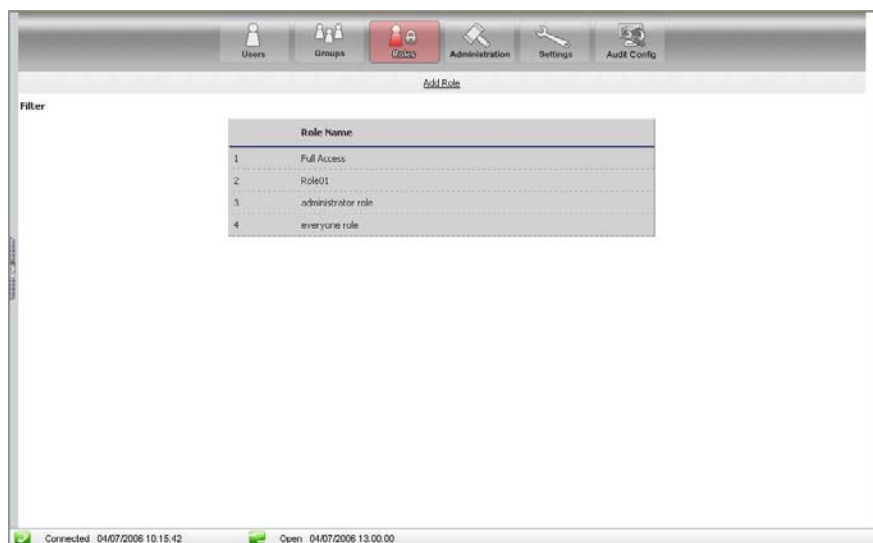 Users Groups Roles Administration Settings Audit Config
Add Role
Filter
Role Name
1 Full Access
2 Role01
3 administrator role
4 everyone role
Connected 04/07/2006 10.15.42 Open 04/07/2006 13.00.00